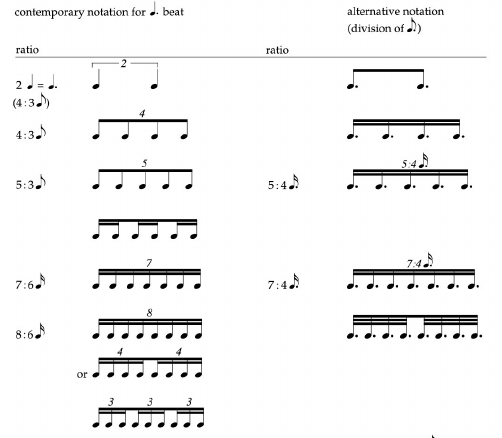 contemporary notation for ♩. beat
alternative notation
(division of ♪.)
ratio
ratio
2
2 ♩ = ♩.
(4:3 ♪)
4
4:3 ♪
5
5:3 ♪
5:4 𝅘𝅥𝅯.
5:4 𝅘𝅥𝅯.
7
7:6 𝅘𝅥𝅯
7:4 𝅘𝅥𝅯.
7:4 𝅘𝅥𝅯.
8
8:6 𝅘𝅥𝅯
4 4
or
3 3 3